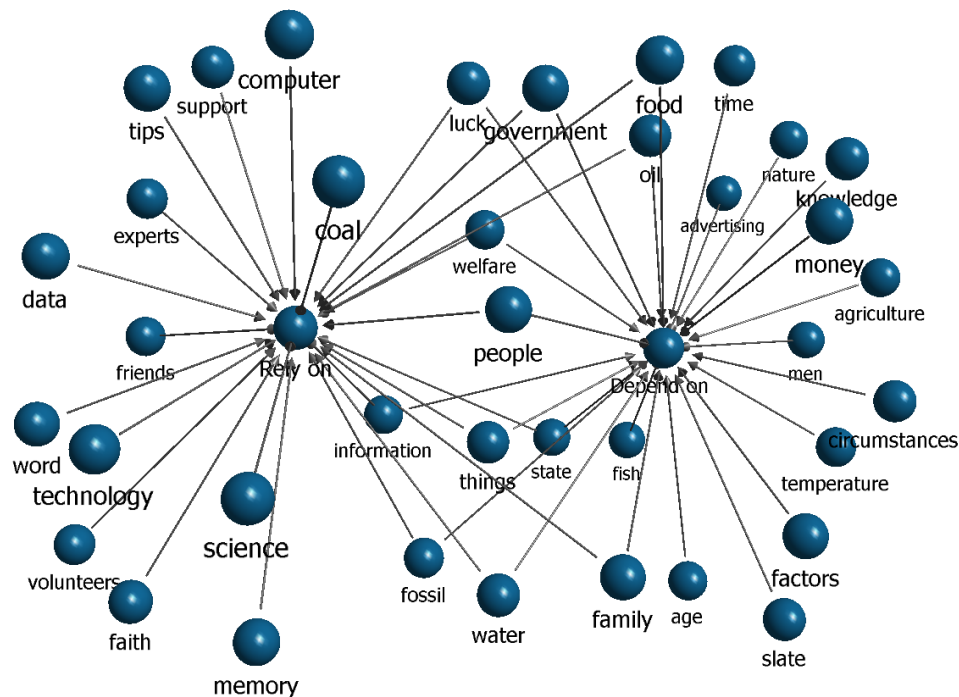 computer
support
tips
luck
government
food
time
oil
nature
knowledge
advertising
experts
coal
welfare
money
data
agriculture
people
friends
Rely on
Depend on
men
information
word
technology
things
state
fish
circumstances
temperature
science
volunteers
fossil
factors
faith
water
family
age
slate
memory